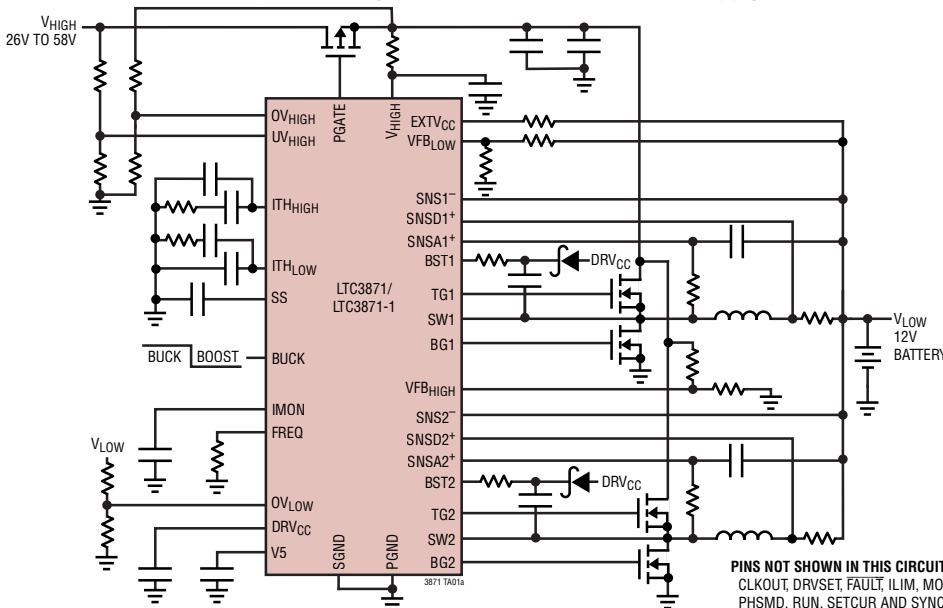 VHIGH
26V TO 58V
PGATE
VHIGH
OVHIGH
UVHIGH
ITHHIGH
ITHLOW
SS
LTC3871/
LTC3871-1
BUCK
BOOST
BUCK
IMON
FREQ
VLOW
OVLOW
DRVCC
V5
SGND
PGND
3871 TA01a
EXTVCC
VFBLOW
SNS1–
SNSD1+
SNSA1+
BST1
DRVCC
TG1
SW1
BG1
VLOW
12V
BATTERY
VFBHIGH
SNS2–
SNSD2+
SNSA2+
BST2
DRVCC
TG2
SW2
BG2
PINS NOT SHOWN IN THIS CIRCUIT
CLKOUT, DRVSET, FAULT, ILIM,
PHSMD, RUN, SETCUR AND SYNC